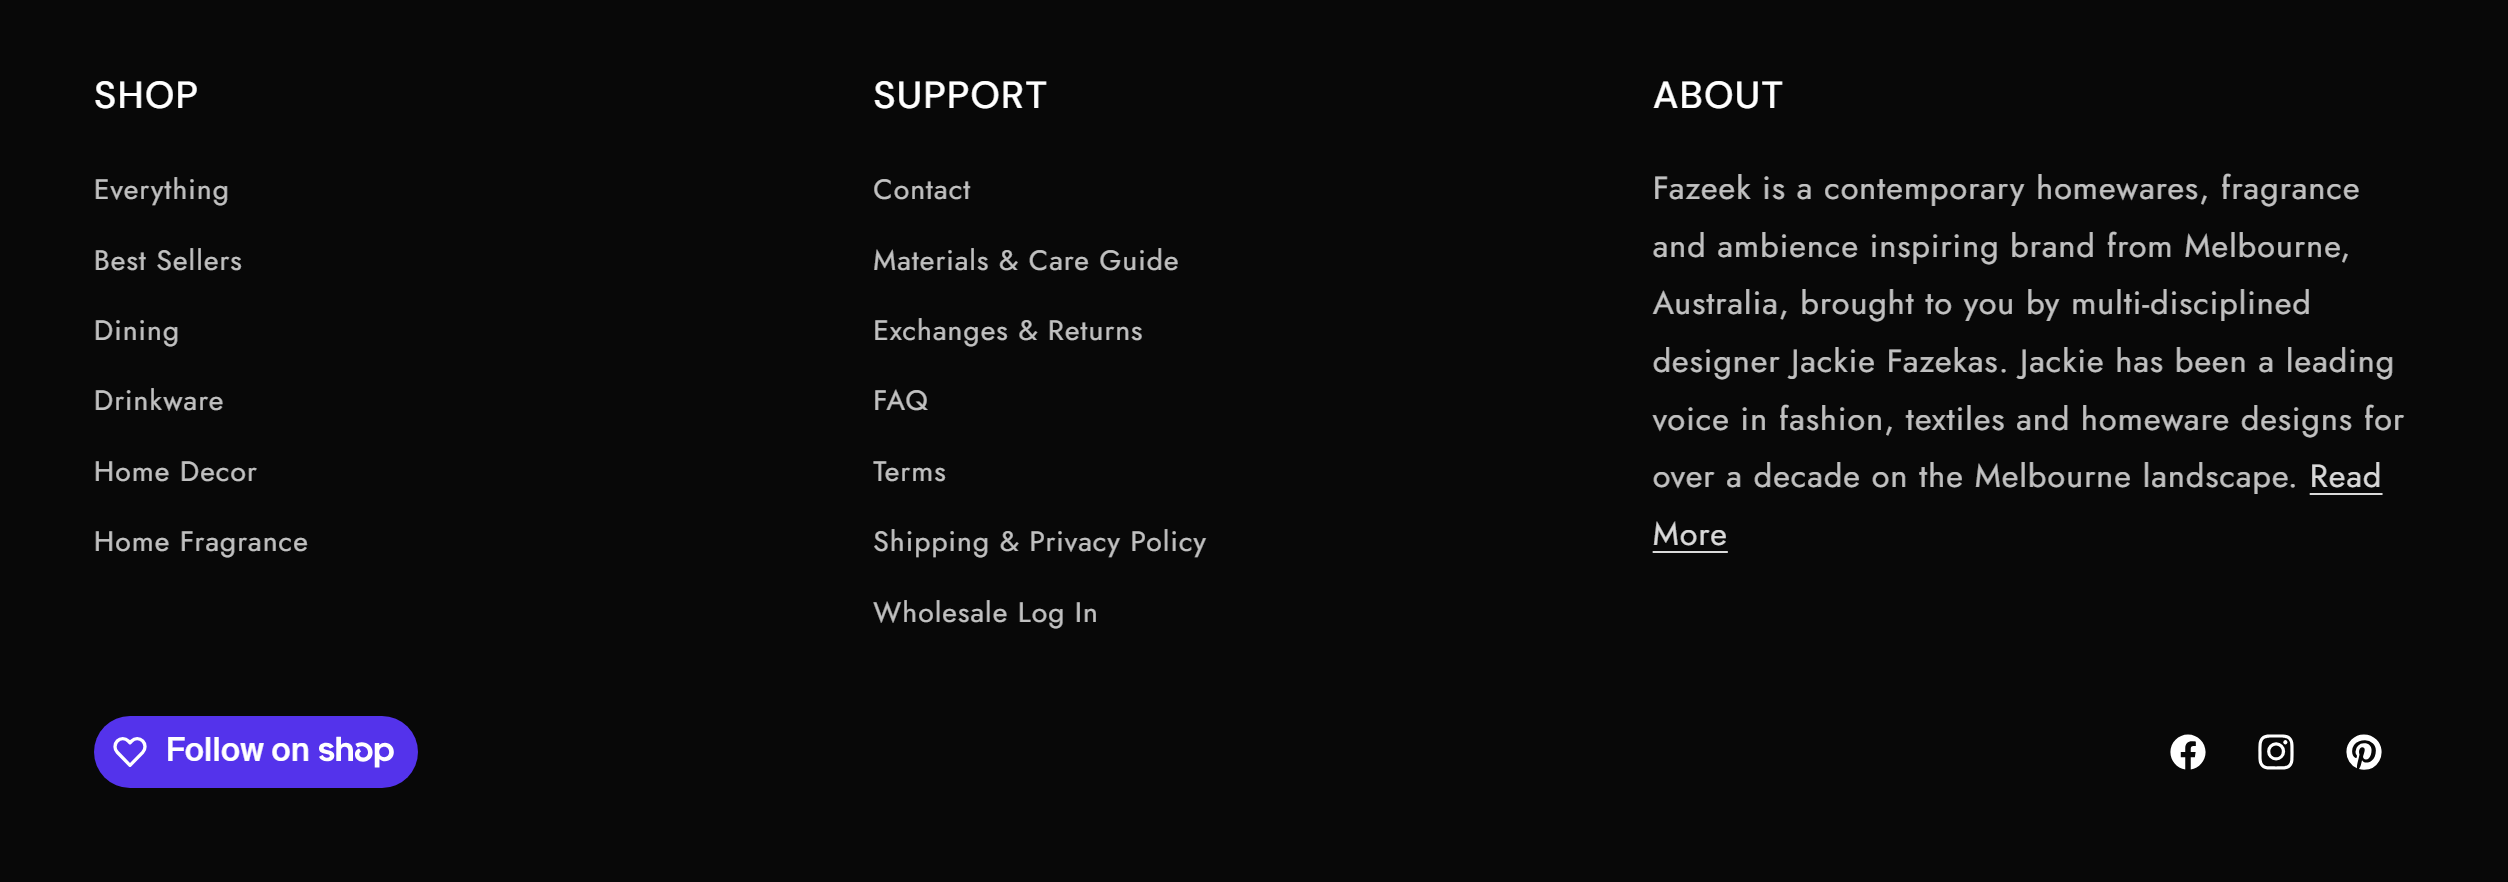 SHOP
Everything
Best Sellers
Dining
Drinkware
Home Decor
Home Fragrance
SUPPORT
Contact
Materials & Care Guide
Exchanges & Returns
FAQ
Terms
Shipping & Privacy Policy
Wholesale Log In
ABOUT
Fazeek is a contemporary homewares, fragrance
and ambience inspiring brand from Melbourne,
Australia, brought to you by multi-disciplined
designer Jackie Fazekas. Jackie has been a leading
voice in fashion, textiles and homeware designs for
over a decade on the Melbourne landscape. Read
More
Follow on shop